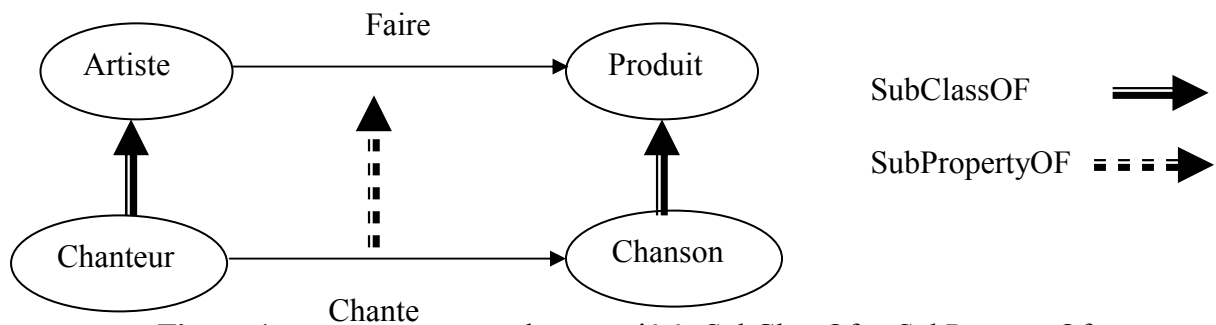 Faire
Artiste
Produit
SubClassOF
SubPropertyOF
Chanteur
Chanson
Chante